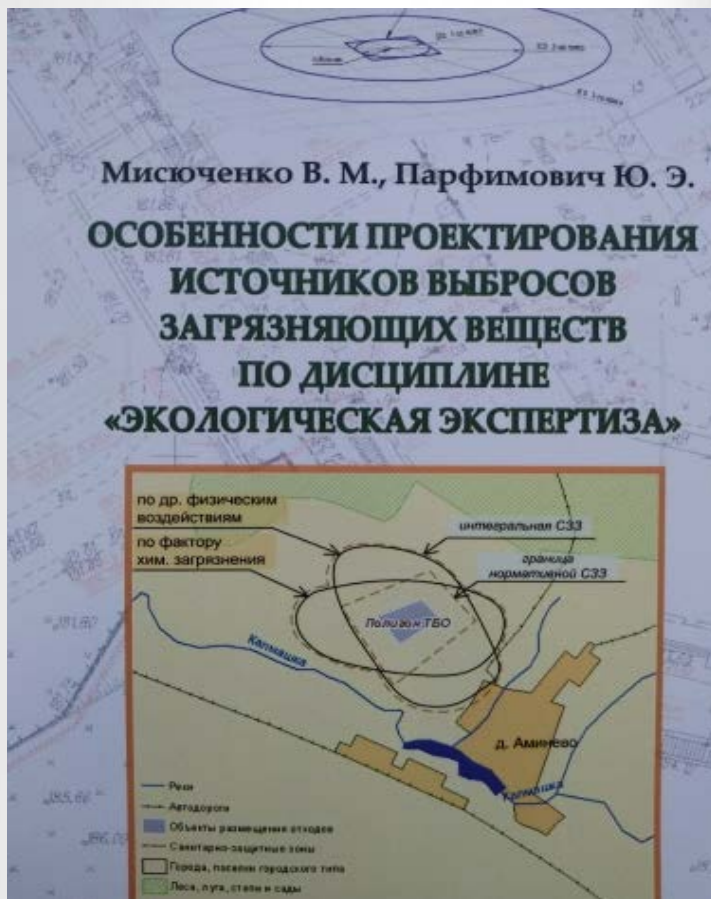 Мисюченко В. М., Парфимович Ю. Э.
ОСОБЕННОСТИ ПРОЕКТИРОВАНИЯ
ИСТОЧНИКОВ ВЫБРОСОВ
ЗАГРЯЗНЯЮЩИХ ВЕЩЕСТВ
ПО ДИСЦИПЛИНЕ
«ЭКОЛОГИЧЕСКАЯ ЭКСПЕРТИЗА»
по др. физическим
воздействиям
интегральная СЗЗ
по фактору
хим. загрязнения
граница
нормативной СЗЗ
Полигон ТБО
Калмашка
д. Аминево
Калмашка
Реки
Автодороги
Объекты размещения отходов
Санитарно-защитные зоны
Города, поселки городского типа
Леса, луга, степи и сады